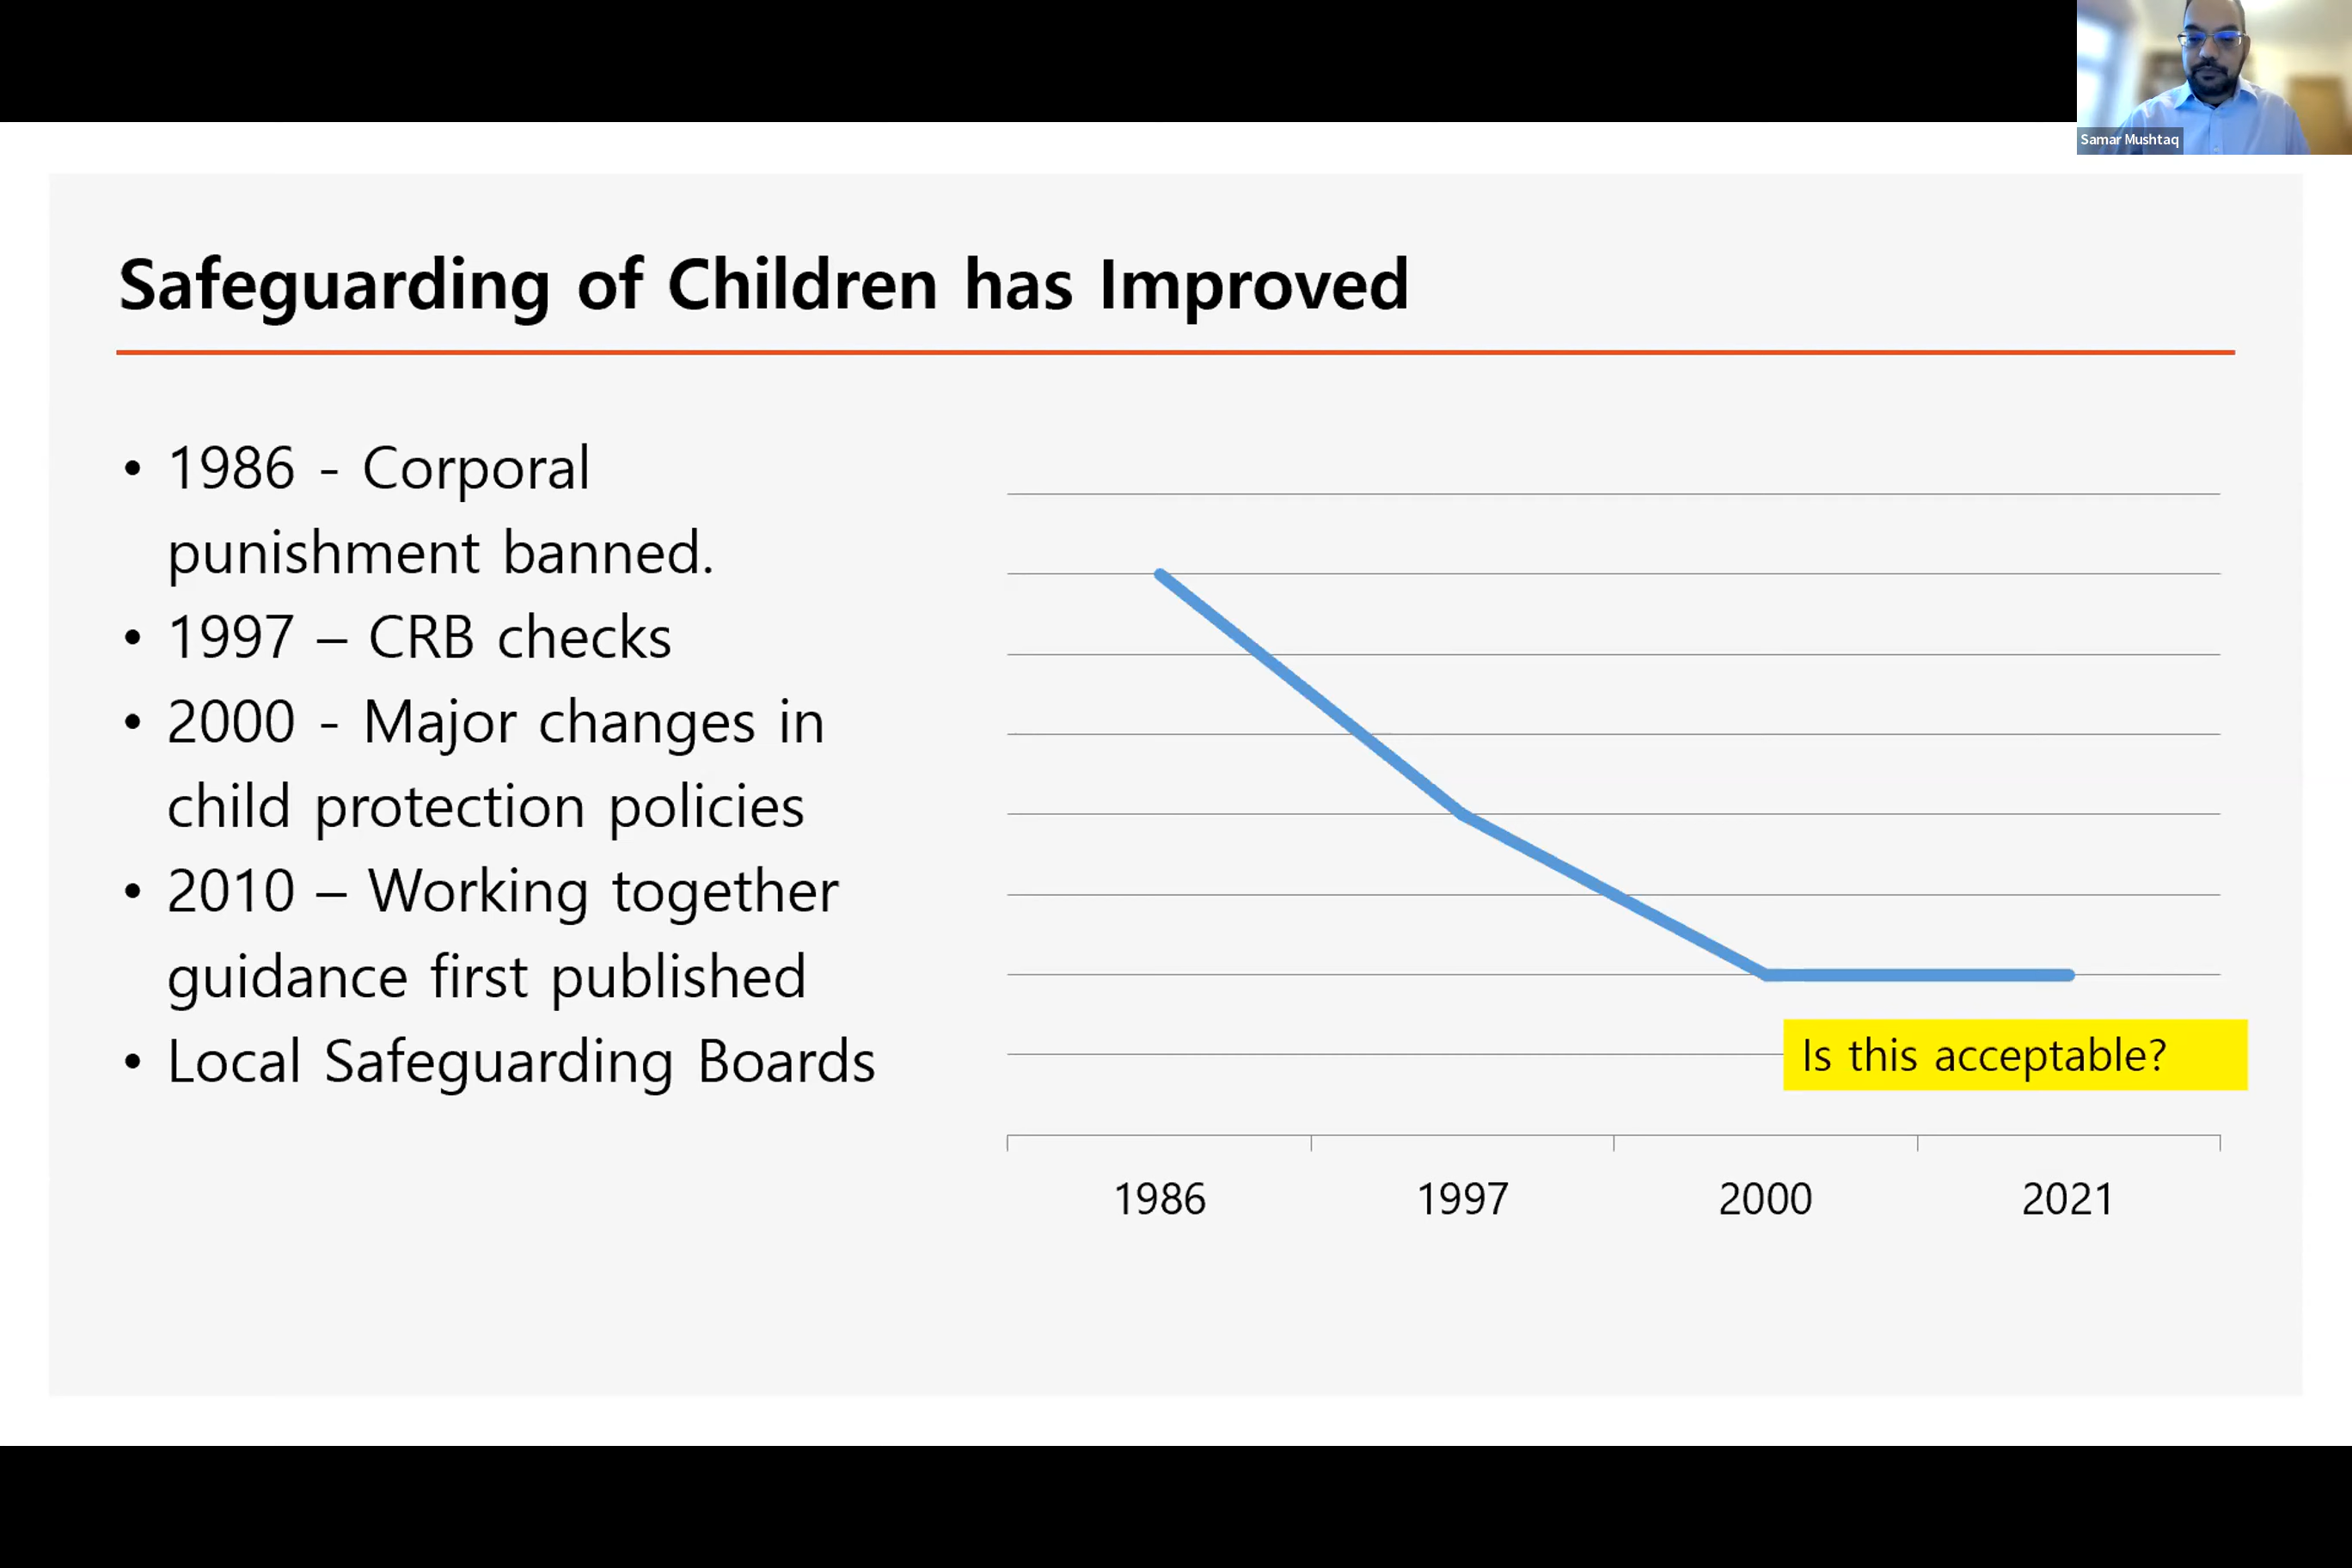 Samar Mushtaq
Safeguarding of Children has Improved
• 1986 - Corporal
punishment banned.
• 1997 – CRB checks
• 2000 - Major changes in
child protection policies
• 2010 – Working together
guidance first published
• Local Safeguarding Boards
Is this acceptable?
1986 1997 2000 2021